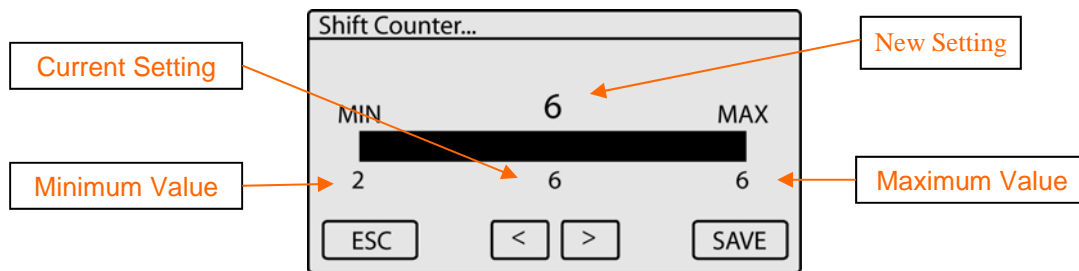 Shift Counter...
New Setting
Current Setting
6
MIN
MAX
Minimum Value
2
6
6
Maximum Value
ESC
<
>
SAVE